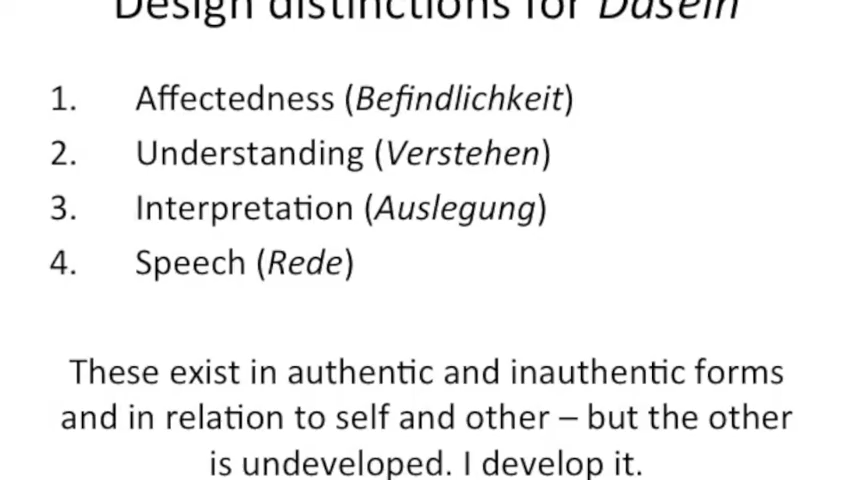 Design distinctions for Dasein
1. Affectedness (Befindlichkeit)
2. Understanding (Verstehen)
3. Interpretation (Auslegung)
4. Speech (Rede)
These exist in authentic and inauthentic forms
and in relation to self and other – but the other
is undeveloped. I develop it.